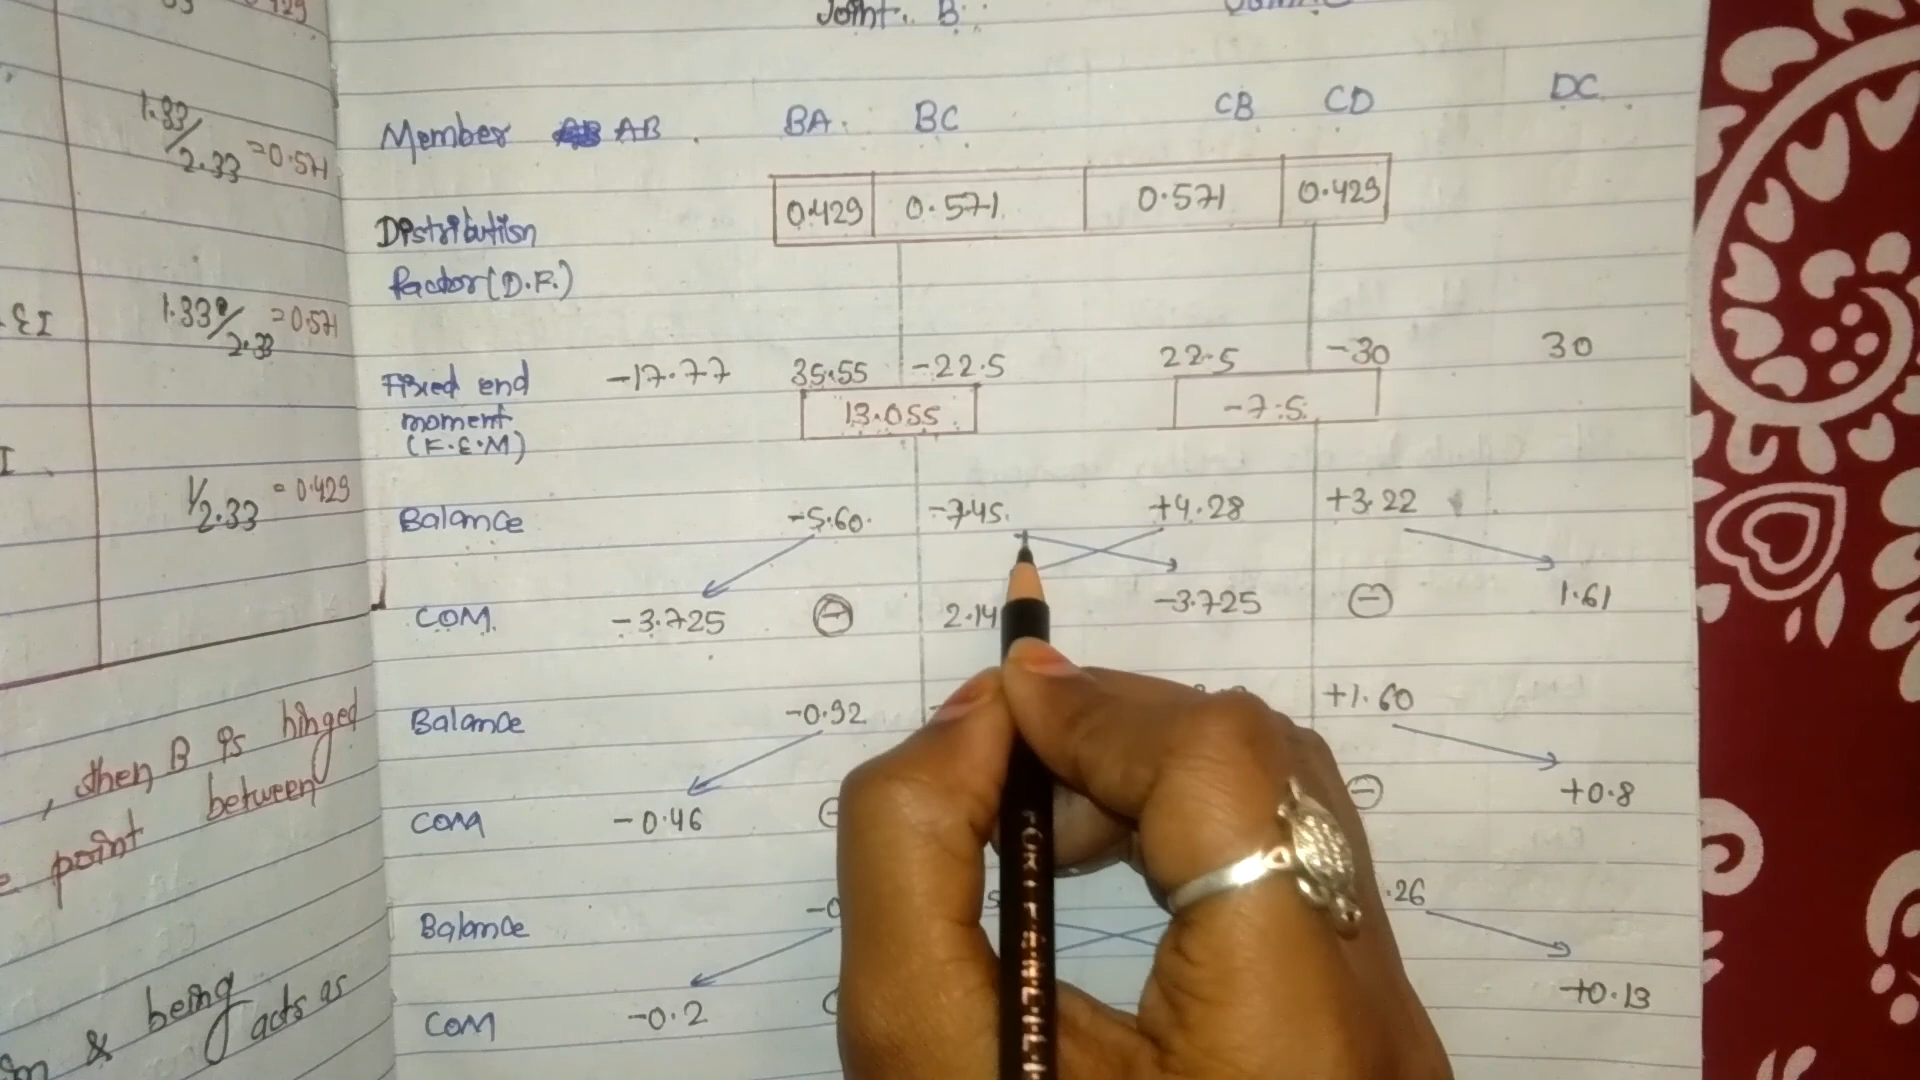 Joint. B
1.33/2.33 = 0.571
1.33/2.33 = 0.571
1/2.33 = 0.429
, then B is hinged
point between
& being
acts as
Member AB BA. BC CB CD DC
Distribution factor (D.F.) 0.429 0.571 0.571 0.429
Fixed end moment (F.E.M) -17.77 35.55 -22.5 22.5 -30 30
13.055 -7.5
Balance -5.60 -7.45 +4.28 +3.22
COM -3.725 - 2.14 -3.725 - 1.61
Balance -0.92 +1.60
COM -0.46 - +0.8
Balance .26
COM -0.2 +0.13